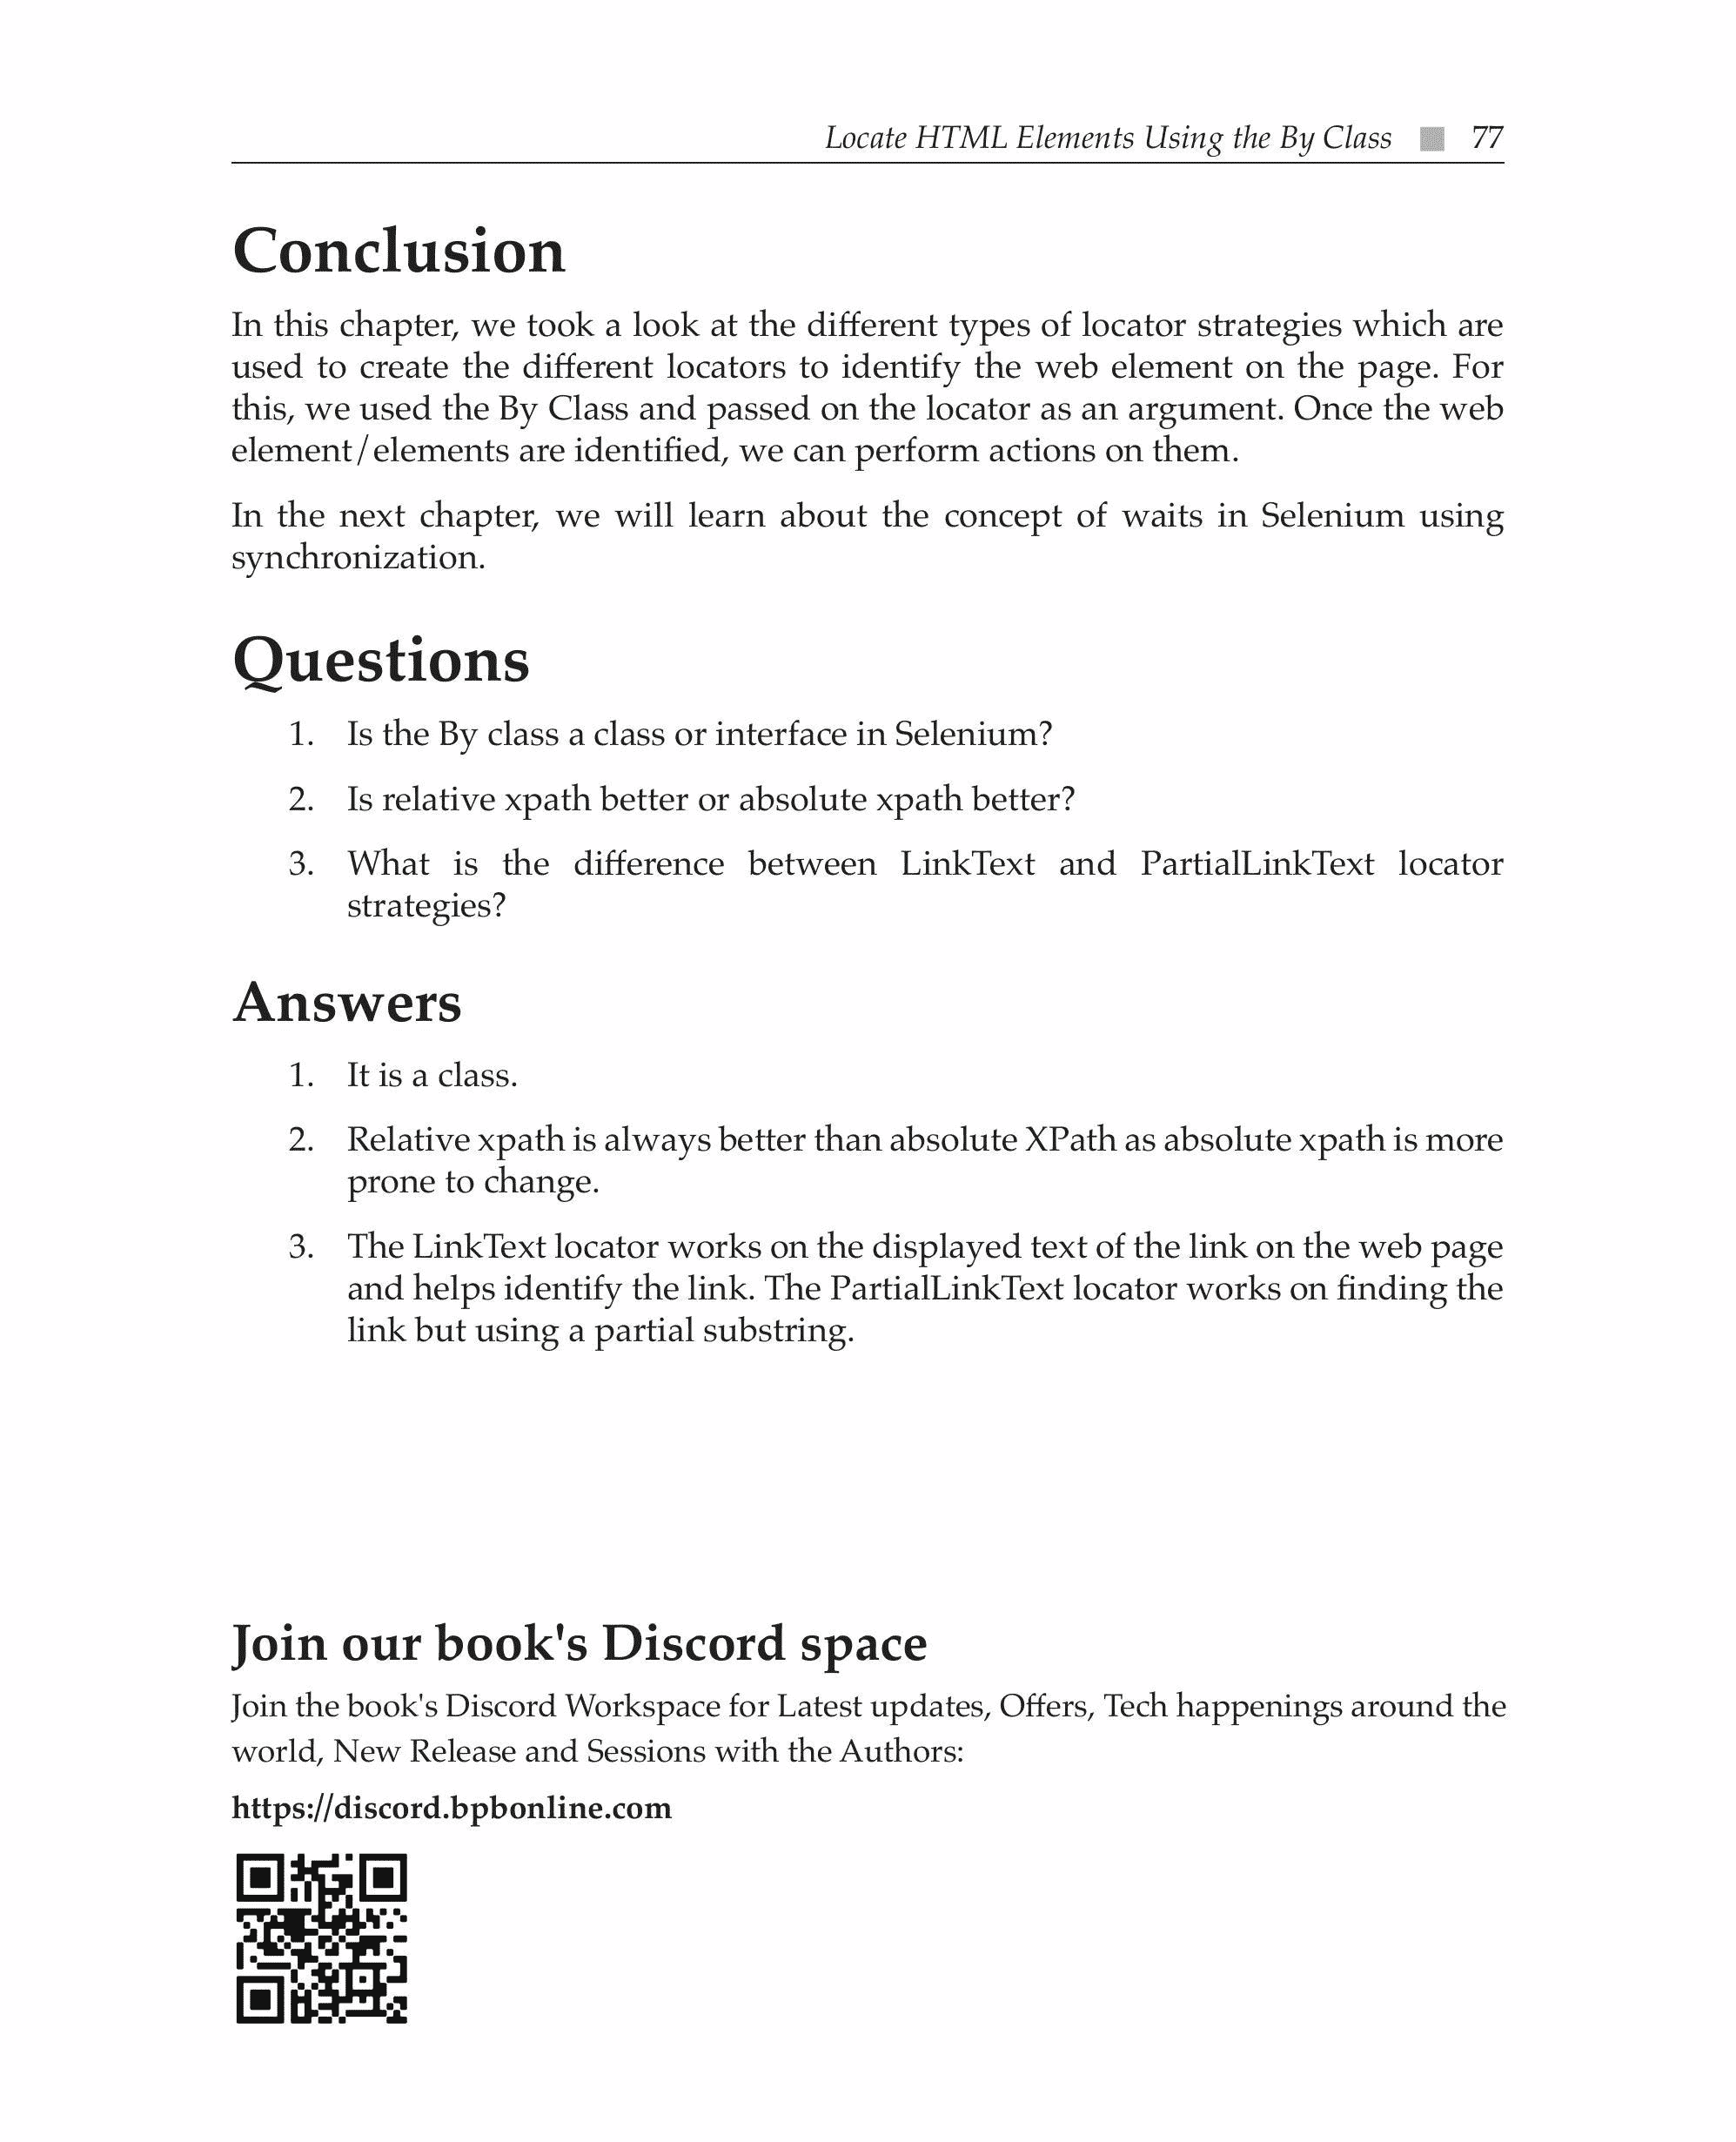 Locate HTML Elements Using the By Class 77
Conclusion
In this chapter, we took a look at the different types of locator strategies which are
used to create the different locators to identify the web element on the page. For
this, we used the By Class and passed on the locator as an argument. Once the web
element/elements are identified, we can perform actions on them.
In the next chapter, we will learn about the concept of waits in Selenium using
synchronization.
Questions
1. Is the By class a class or interface in Selenium?
2. Is relative xpath better or absolute xpath better?
3. What is the difference between LinkText and PartialLinkText locator
strategies?
Answers
1. It is a class.
2. Relative xpath is always better than absolute XPath as absolute xpath is more
prone to change.
3. The LinkText locator works on the displayed text of the link on the web page
and helps identify the link. The PartialLinkText locator works on finding the
link but using a partial substring.
Join our book's Discord space
Join the book's Discord Workspace for Latest updates, Offers, Tech happenings around the
world, New Release and Sessions with the Authors:
https://discord.bpbonline.com